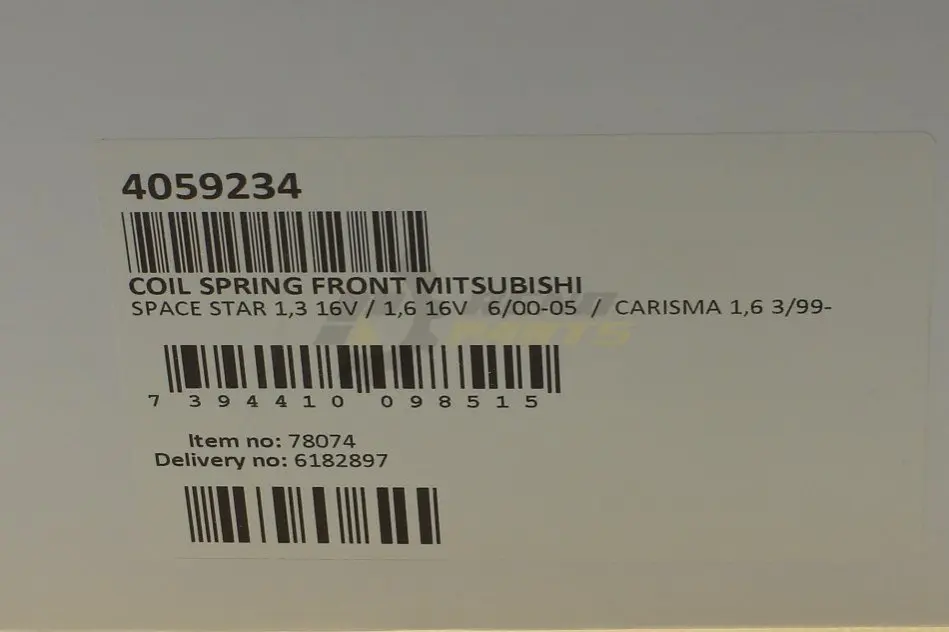 4059234
COIL SPRING FRONT MITSUBISHI
SPACE STAR 1,3 16V / 1,6 16V 6/00-05 / CARISMA 1,6 3/99-
PARTS
7 394410 098515
Item no: 78074
Delivery no: 6182897